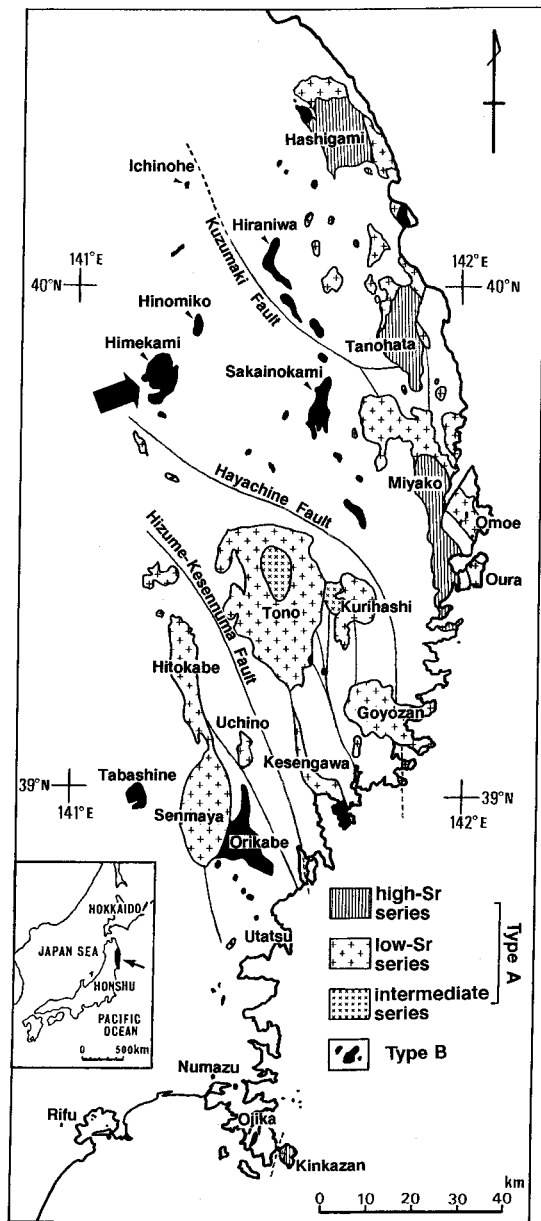 Hashigami
Ichinohe
Hiraniwa
Kuzumaki Fault
141°E
40°N
142°E
40°N
Hinomiko
Himekami
Tanohata
Sakainokami
Miyako
Hayachine Fault
Omoe
Oura
Hizume-Kesennuma Fault
Tono
Kurihashi
Hitokabe
Goyozan
Uchino
Kesengawa
Tabashine
39°N
141°E
39°N
142°E
Senmaya
Orikabe
Utatsu
high-Sr
series
low-Sr
series
intermediate
series
Type A
Type B
HOKKAIDO
JAPAN SEA
HONSHU
PACIFIC
OCEAN
0 500km
Numazu
Rifu
Ojika
Kinkazan
km
0 10 20 30 40